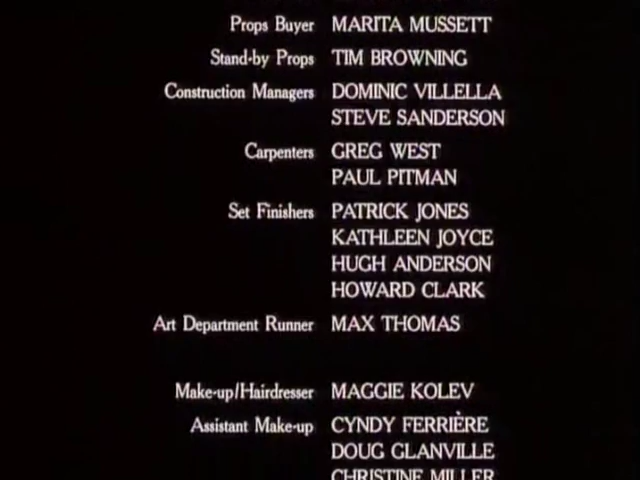 Props Buyer MARITA MUSSETT
Stand-by Props TIM BROWNING
Construction Managers DOMINIC VILLELLA
STEVE SANDERSON
Carpenters GREG WEST
PAUL PITMAN
Set Finishers PATRICK JONES
KATHLEEN JOYCE
HUGH ANDERSON
HOWARD CLARK
Art Department Runner MAX THOMAS
Make-up/Hairdresser MAGGIE KOLEV
Assistant Make-up CYNDY FERRIÈRE
DOUG GLANVILLE
CHRISTINE MILLER